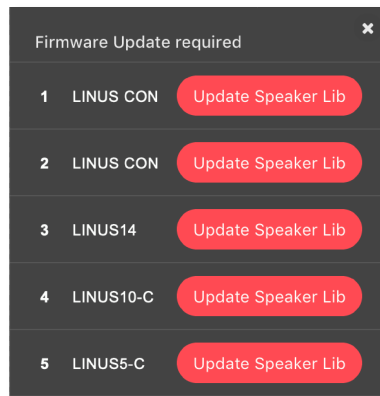 Firmware Update required
1 LINUS CON Update Speaker Lib
2 LINUS CON Update Speaker Lib
3 LINUS14 Update Speaker Lib
4 LINUS10-C Update Speaker Lib
5 LINUS5-C Update Speaker Lib